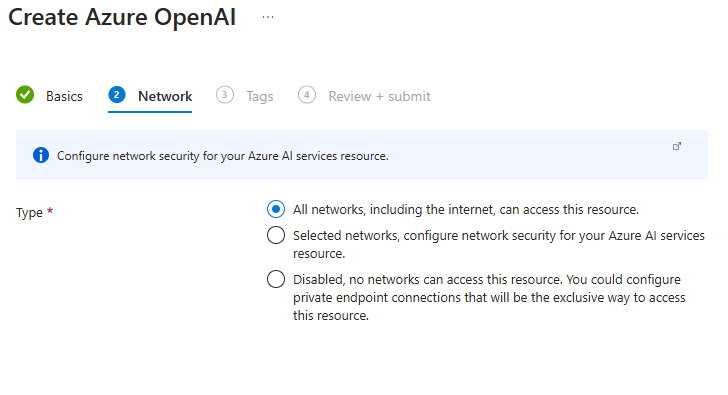 Create Azure OpenAI ...
Basics
2 Network
3 Tags
4 Review + submit
Configure network security for your Azure AI services resource.
Type *
All networks, including the internet, can access this resource.
Selected networks, configure network security for your Azure AI services
resource.
Disabled, no networks can access this resource. You could configure
private endpoint connections that will be the exclusive way to access
this resource.